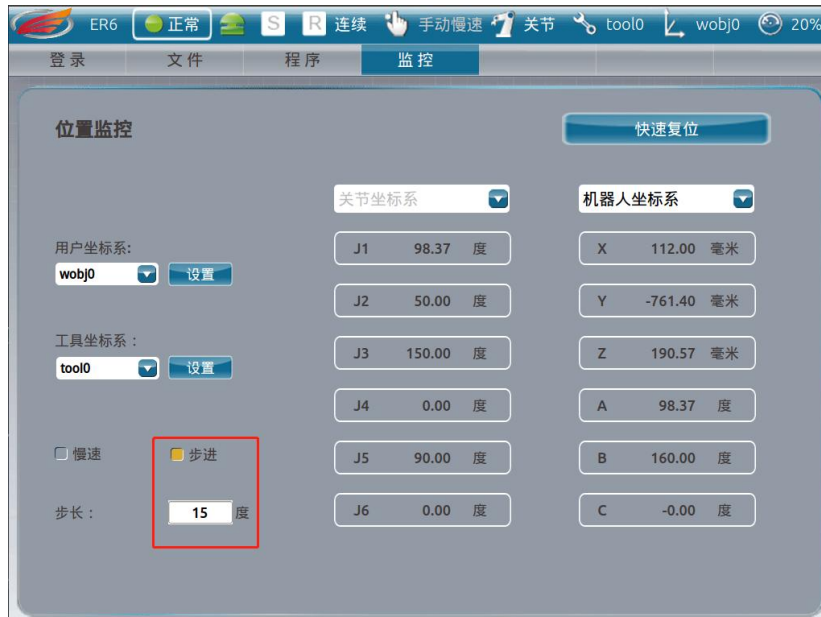 ER6 正常 S R 连续 手动慢速 关节 tool0 wobj0 20%
登录 文件 程序 监控
位置监控 快速复位
关节坐标系 机器人坐标系
用户坐标系:
wobj0 设置
工具坐标系：
tool0 设置
慢速 步进
步长： 15 度
J1 98.37 度
J2 50.00 度
J3 150.00 度
J4 0.00 度
J5 90.00 度
J6 0.00 度
X 112.00 毫米
Y -761.40 毫米
Z 190.57 毫米
A 98.37 度
B 160.00 度
C -0.00 度